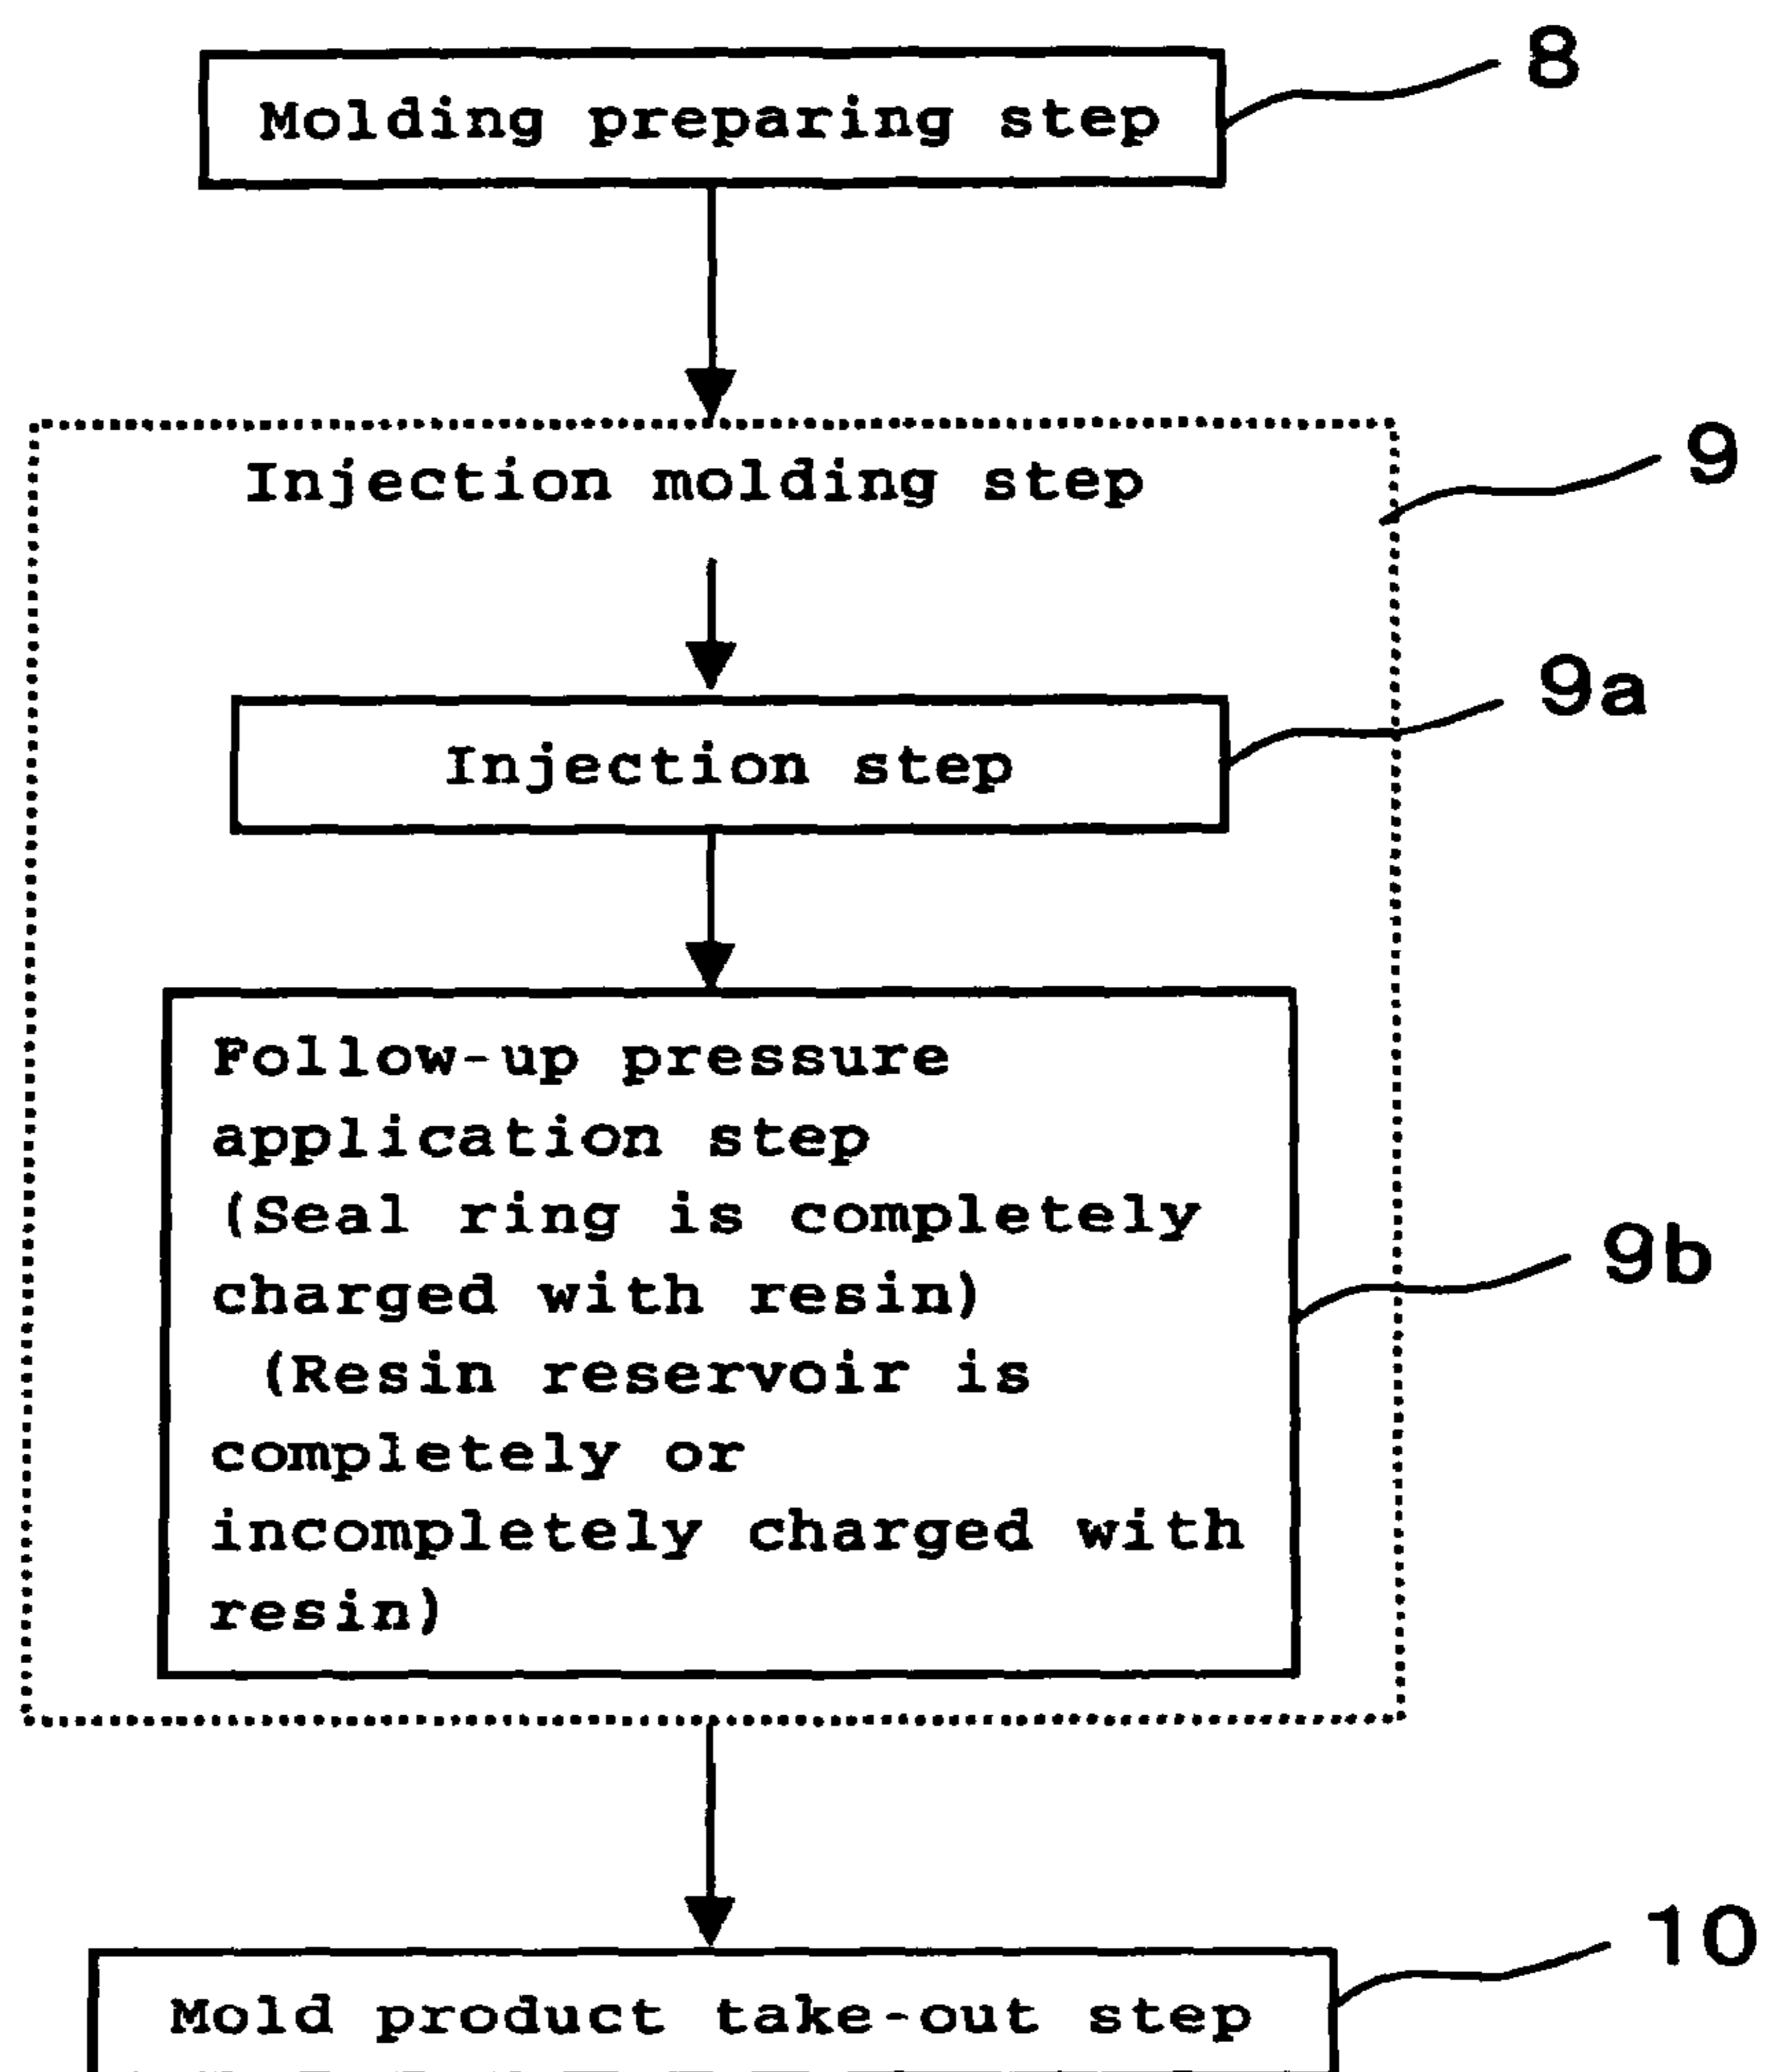 Molding preparing step
8
Injection molding step
9
Injection step
9a
Follow-up pressure
application step
(Seal ring is completely
charged with resin)
(Resin reservoir is
completely or
incompletely charged with
resin)
9b
Mold product take-out step
10